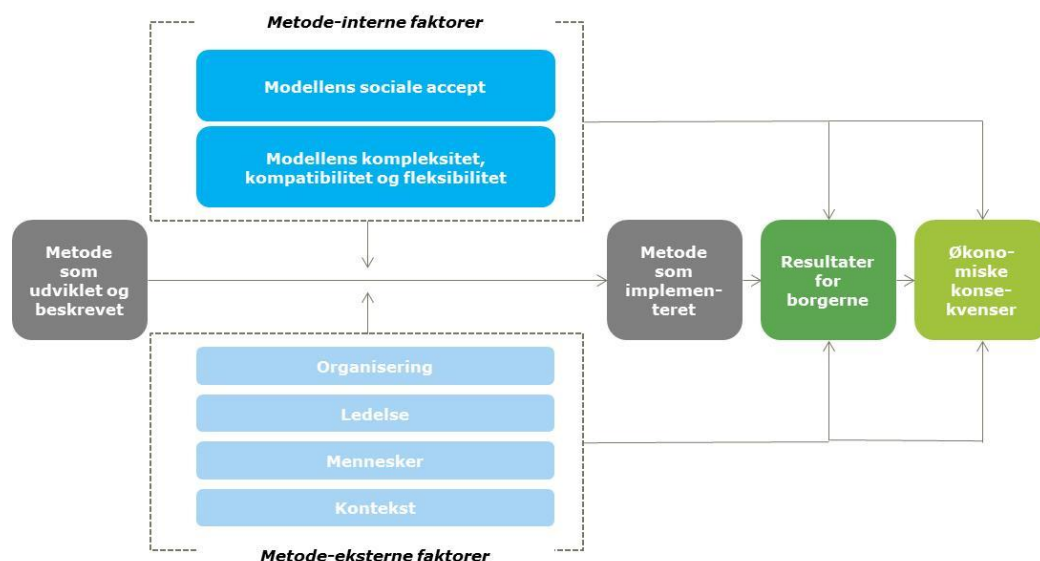 Metode-interne faktorer
Modellens sociale accept
Modellens kompleksitet,
kompatibilitet og fleksibilitet
Metode
som
udviklet og
beskrevet
Metode
som
implemen-
teret
Resultater
for
borgerne
Økono-
miske
konse-
kvenser
Organisering
Ledelse
Mennesker
Kontekst
Metode-eksterne faktorer